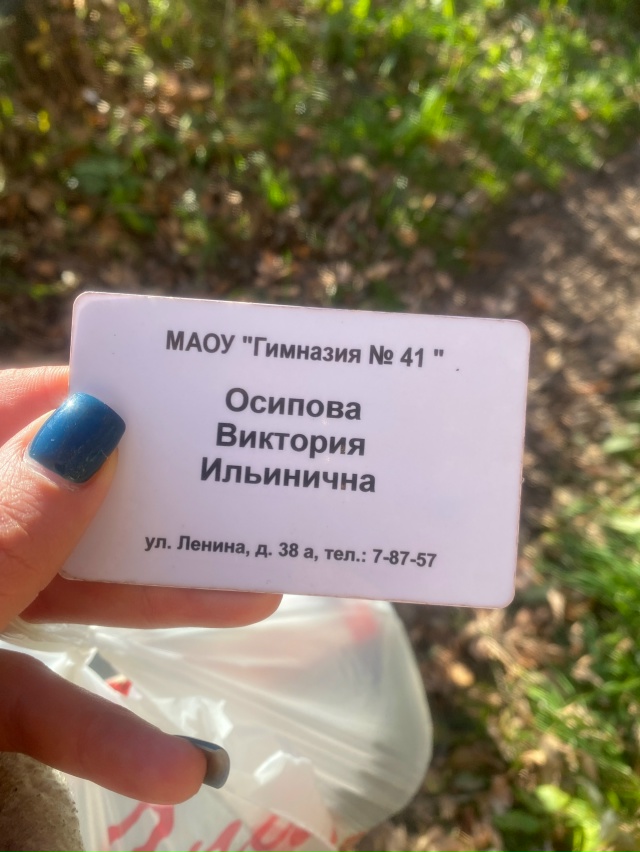 МАОУ "Гимназия № 41 "
Осипова
Виктория
Ильинична
ул. Ленина, д. 38 а, тел.: 7-87-57